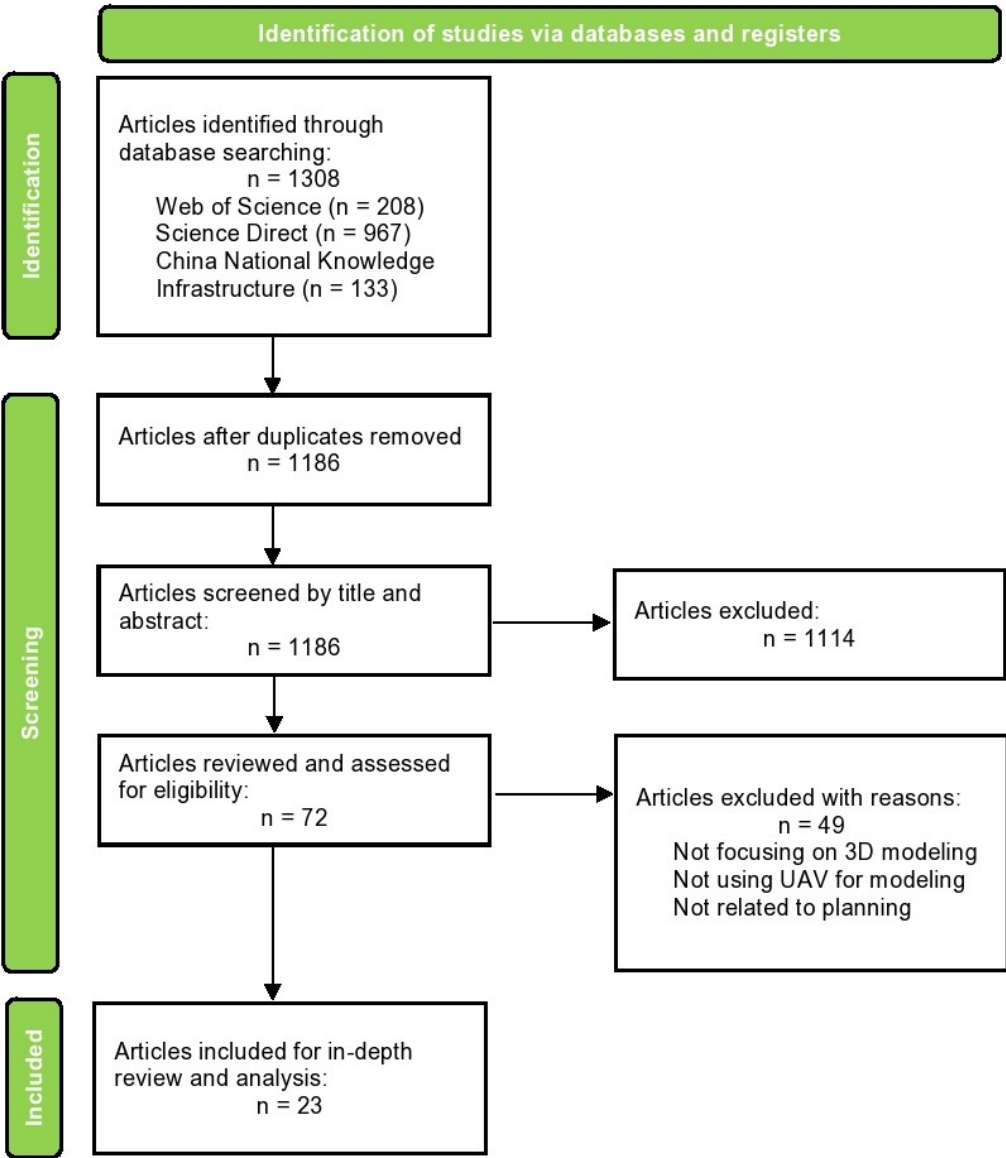 Identification of studies via databases and registers
Identification
Articles identified through
database searching:
n = 1308
Web of Science (n = 208)
Science Direct (n = 967)
China National Knowledge
Infrastructure (n = 133)
Screening
Articles after duplicates removed
n = 1186
Articles screened by title and
abstract:
n = 1186
Articles excluded:
n = 1114
Articles reviewed and assessed
for eligibility:
n = 72
Articles excluded with reasons:
n = 49
Not focusing on 3D modeling
Not using UAV for modeling
Not related to planning
Included
Articles included for in-depth
review and analysis:
n = 23